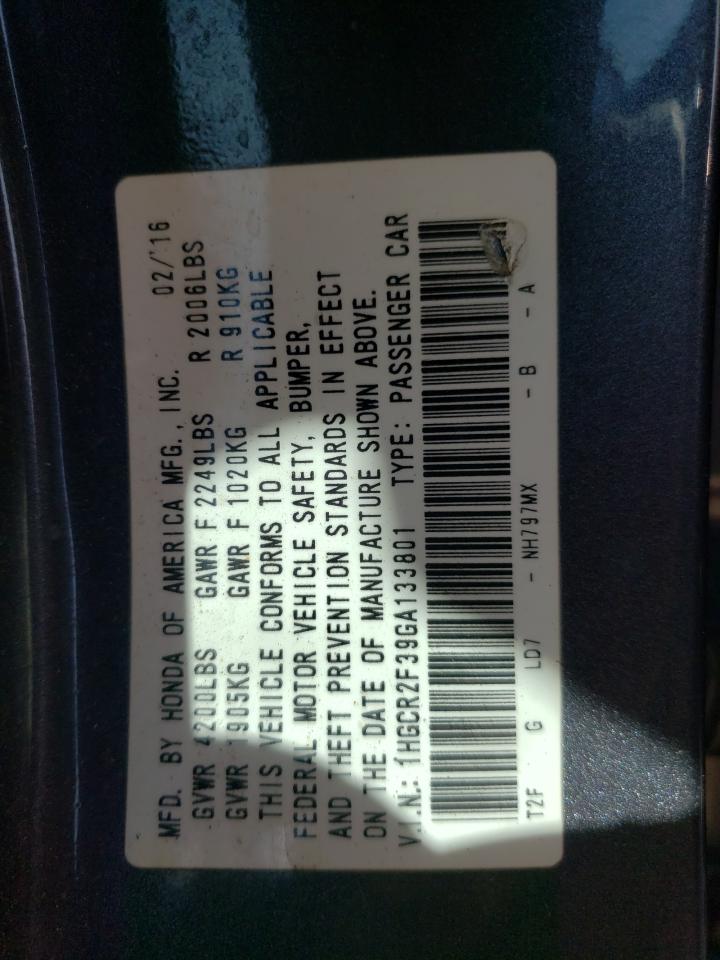 MFD. BY HONDA OF AMERICA MFG., INC. 02/'16
GVWR 4200LBS GAWR F 2249LBS R 2006LBS
GVWR 1905KG GAWR F 1020KG R 910KG
THIS VEHICLE CONFORMS TO ALL APPLICABLE
FEDERAL MOTOR VEHICLE SAFETY, BUMPER,
AND THEFT PREVENTION STANDARDS IN EFFECT
ON THE DATE OF MANUFACTURE SHOWN ABOVE.
V.I.N.: 1HGCR2F39GA133801 TYPE: PASSENGER CAR
T2F G LD7 - NH797MX - B - A